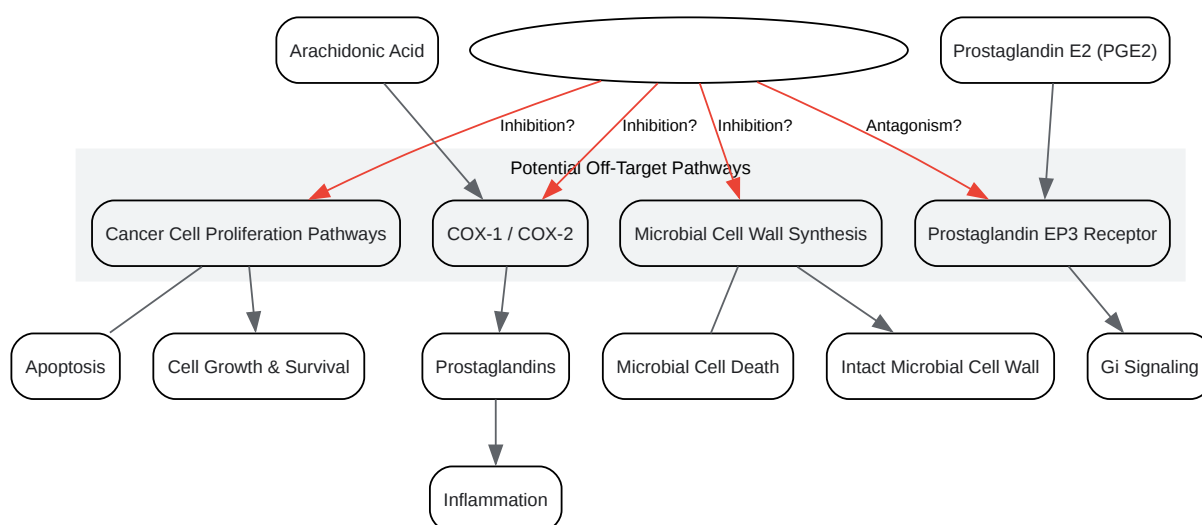 Arachidonic Acid
Prostaglandin E2 (PGE2)
Inhibition?
Inhibition?
Inhibition?
Antagonism?
Potential Off-Target Pathways
Cancer Cell Proliferation Pathways
COX-1 / COX-2
Microbial Cell Wall Synthesis
Prostaglandin EP3 Receptor
Apoptosis
Cell Growth & Survival
Prostaglandins
Microbial Cell Death
Intact Microbial Cell Wall
Gi Signaling
Inflammation